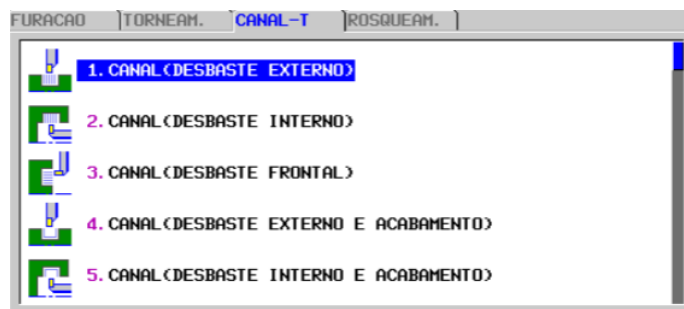 FURACAO TORNEAM. CANAL-T ROSQUEAM.
1. CANAL(DESBASTE EXTERNO)
2. CANAL(DESBASTE INTERNO)
3. CANAL(DESBASTE FRONTAL)
4. CANAL(DESBASTE EXTERNO E ACABAMENTO)
5. CANAL(DESBASTE INTERNO E ACABAMENTO)